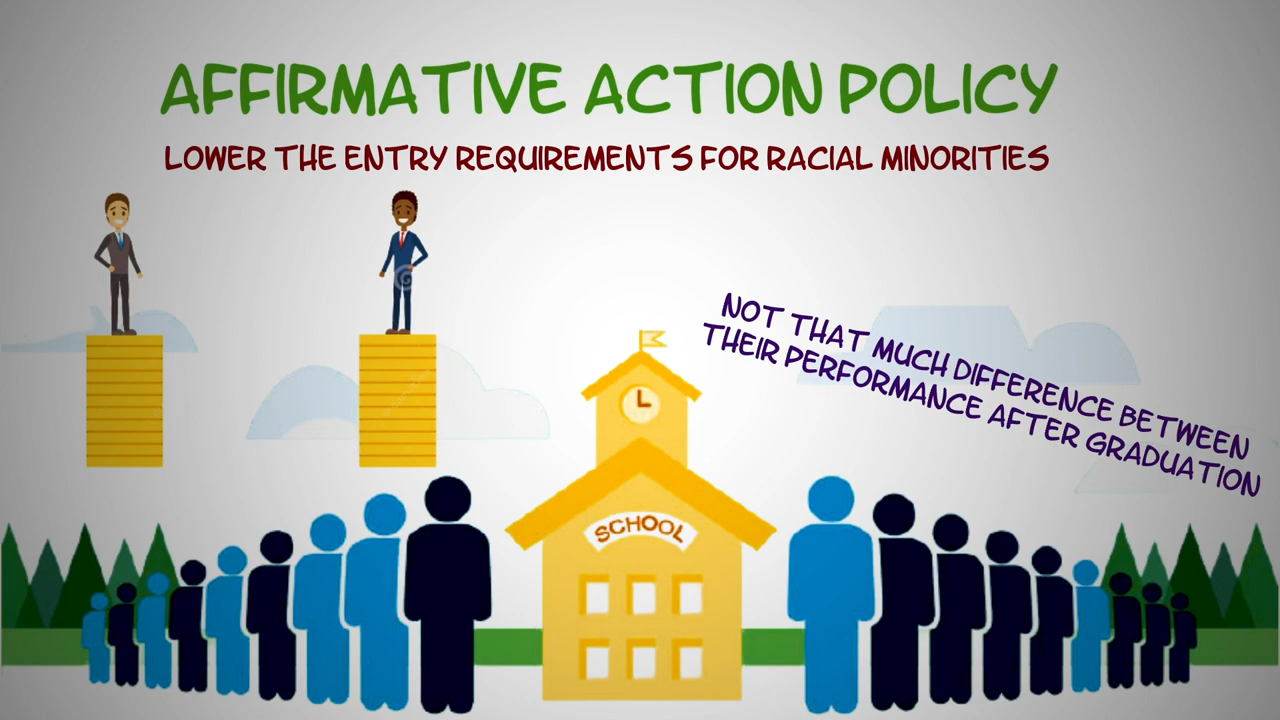 AFFIRMATIVE ACTION POLICY
LOWER THE ENTRY REQUIREMENTS FOR RACIAL MINORITIES
NOT THAT MUCH DIFFERENCE BETWEEN
THEIR PERFORMANCE AFTER GRADUATION
SCHOOL